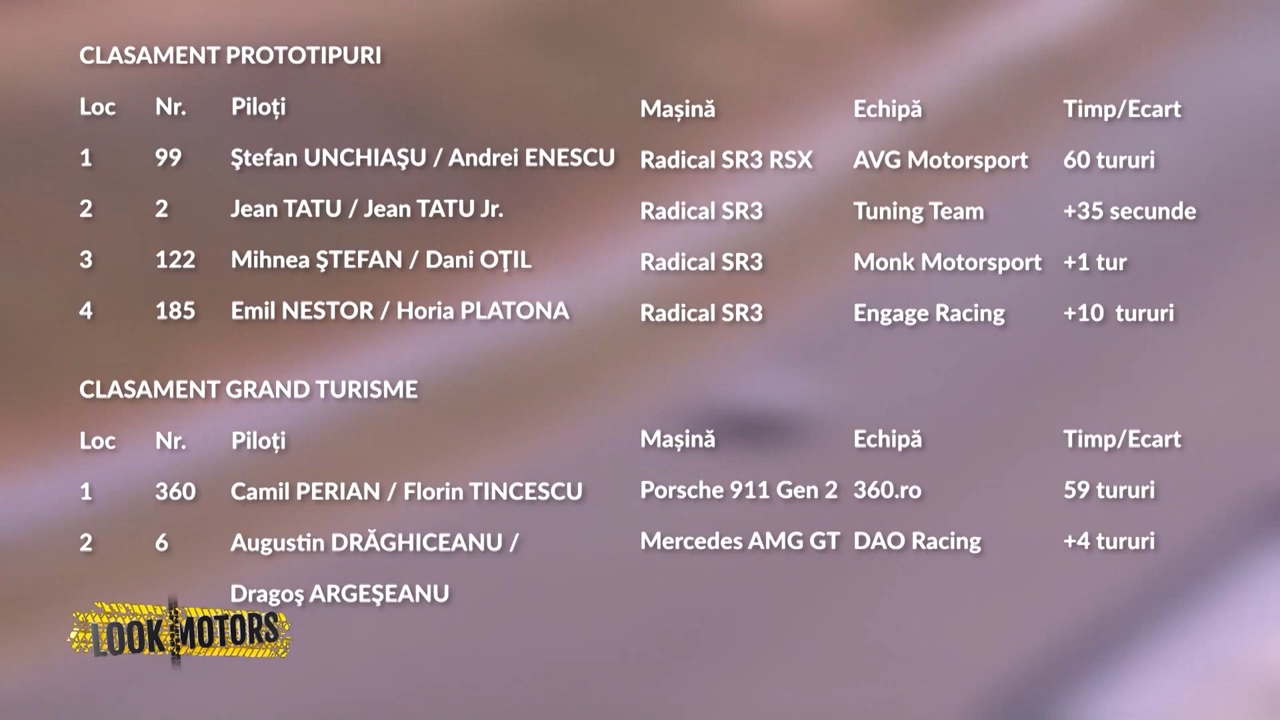 CLASAMENT PROTOTIPURI
Loc Nr. Piloți Mașină Echipă Timp/Ecart
1 99 Ştefan UNCHIAŞU / Andrei ENESCU Radical SR3 RSX AVG Motorsport 60 tururi
2 2 Jean TATU / Jean TATU Jr. Radical SR3 Tuning Team +35 secunde
3 122 Mihnea ŞTEFAN / Dani OŢIL Radical SR3 Monk Motorsport +1 tur
4 185 Emil NESTOR / Horia PLATONA Radical SR3 Engage Racing +10 tururi
CLASAMENT GRAND TURISME
Loc Nr. Piloți Mașină Echipă Timp/Ecart
1 360 Camil PERIAN / Florin TINCESCU Porsche 911 Gen 2 360.ro 59 tururi
2 6 Augustin DRĂGHICEANU / Mercedes AMG GT DAO Racing +4 tururi
Dragoş ARGEŞEANU
LOOK MOTORS